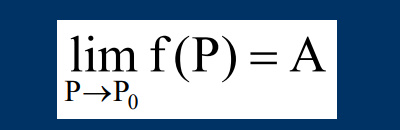 lim f(P) = A
P→P₀